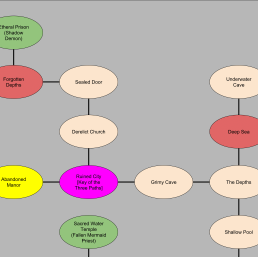 Etheral Prison
(Shadow
Demon)
Forgotten
Depths
Sealed Door
Underwater
Cave
Derelict Church
Deep Sea
Abandoned
Manor
Ruined City
(Key of the
Three Paths)
Grimy Cave
The Depths
Sacred Water
Temple
(Fallen Mermaid
Priest)
Shallow Pool